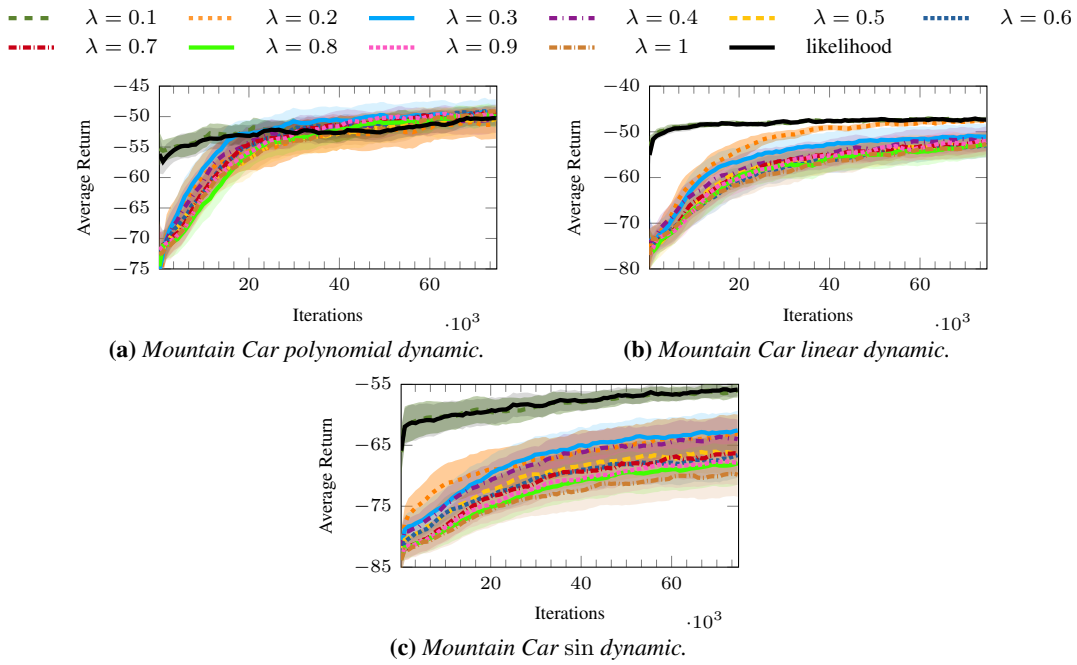 λ = 0.1 λ = 0.2 λ = 0.3 λ = 0.4 λ = 0.5 λ = 0.6
λ = 0.7 λ = 0.8 λ = 0.9 λ = 1 likelihood
−45
−50
−55
−60
−65
−70
−75
Average Return
20 40 60
Iterations
·10³
(a) Mountain Car polynomial dynamic.
−40
−50
−60
−70
−80
Average Return
20 40 60
Iterations
·10³
(b) Mountain Car linear dynamic.
−55
−65
−75
−85
Average Return
20 40 60
Iterations
·10³
(c) Mountain Car sin dynamic.